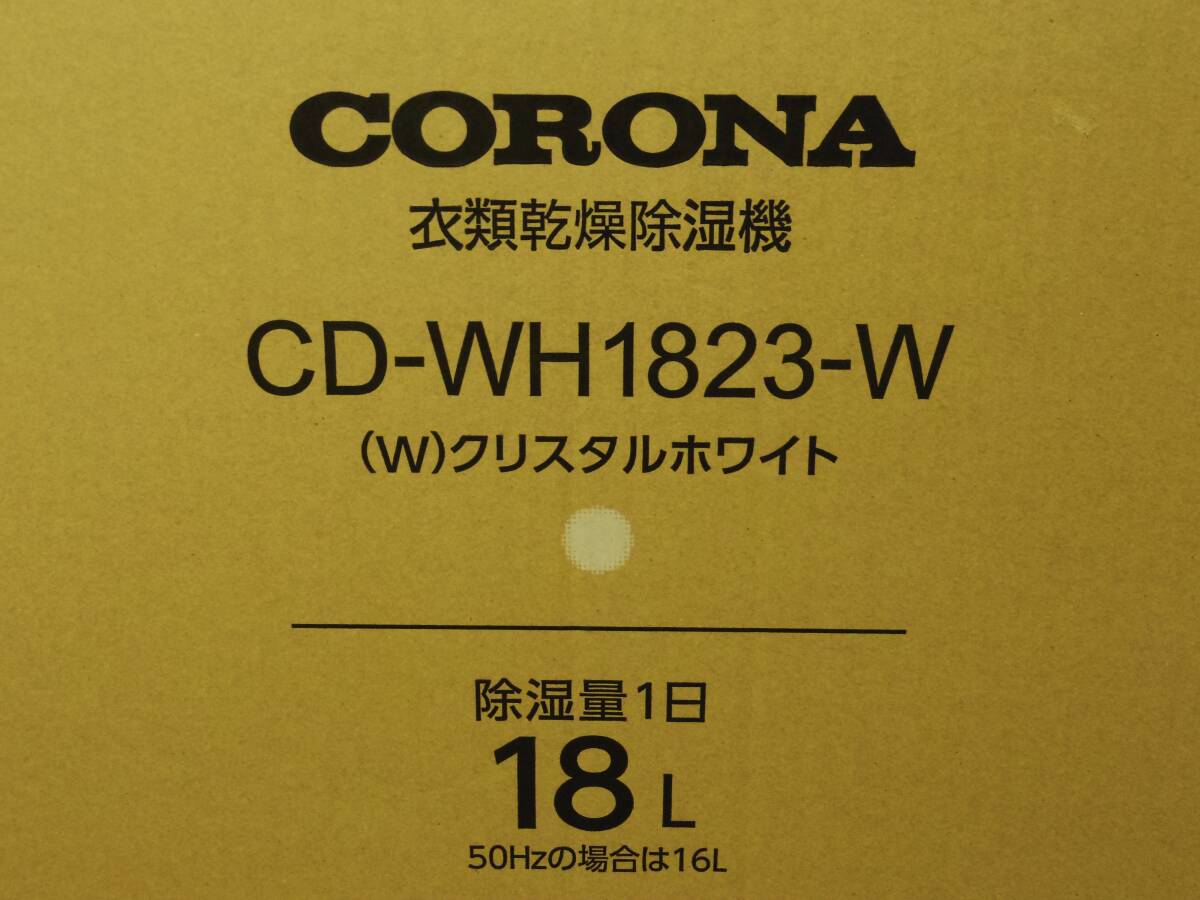 CORONA
衣類乾燥除湿機
CD-WH1823-W
(W)クリスタルホワイト
除湿量1日
18L
50Hzの場合は16L